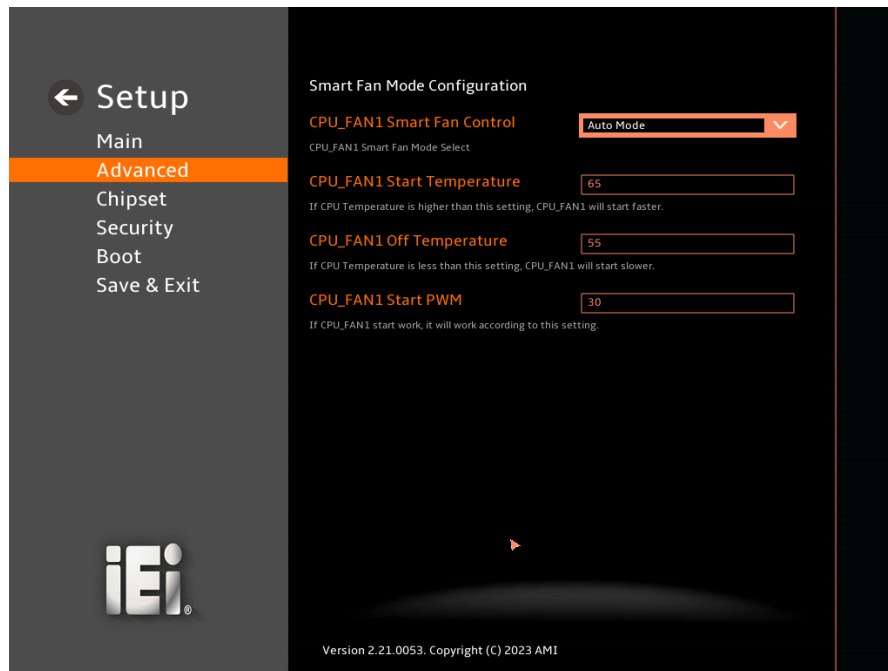 Setup
Main
Advanced
Chipset
Security
Boot
Save & Exit
Smart Fan Mode Configuration
CPU_FAN1 Smart Fan Control
Auto Mode
CPU_FAN1 Smart Fan Mode Select
CPU_FAN1 Start Temperature
65
If CPU Temperature is higher than this setting, CPU_FAN1 will start faster.
CPU_FAN1 Off Temperature
55
If CPU Temperature is less than this setting, CPU_FAN1 will start slower.
CPU_FAN1 Start PWM
30
If CPU_FAN1 start work, it will work according to this setting.
iEi®
Version 2.21.0053. Copyright (C) 2023 AMI